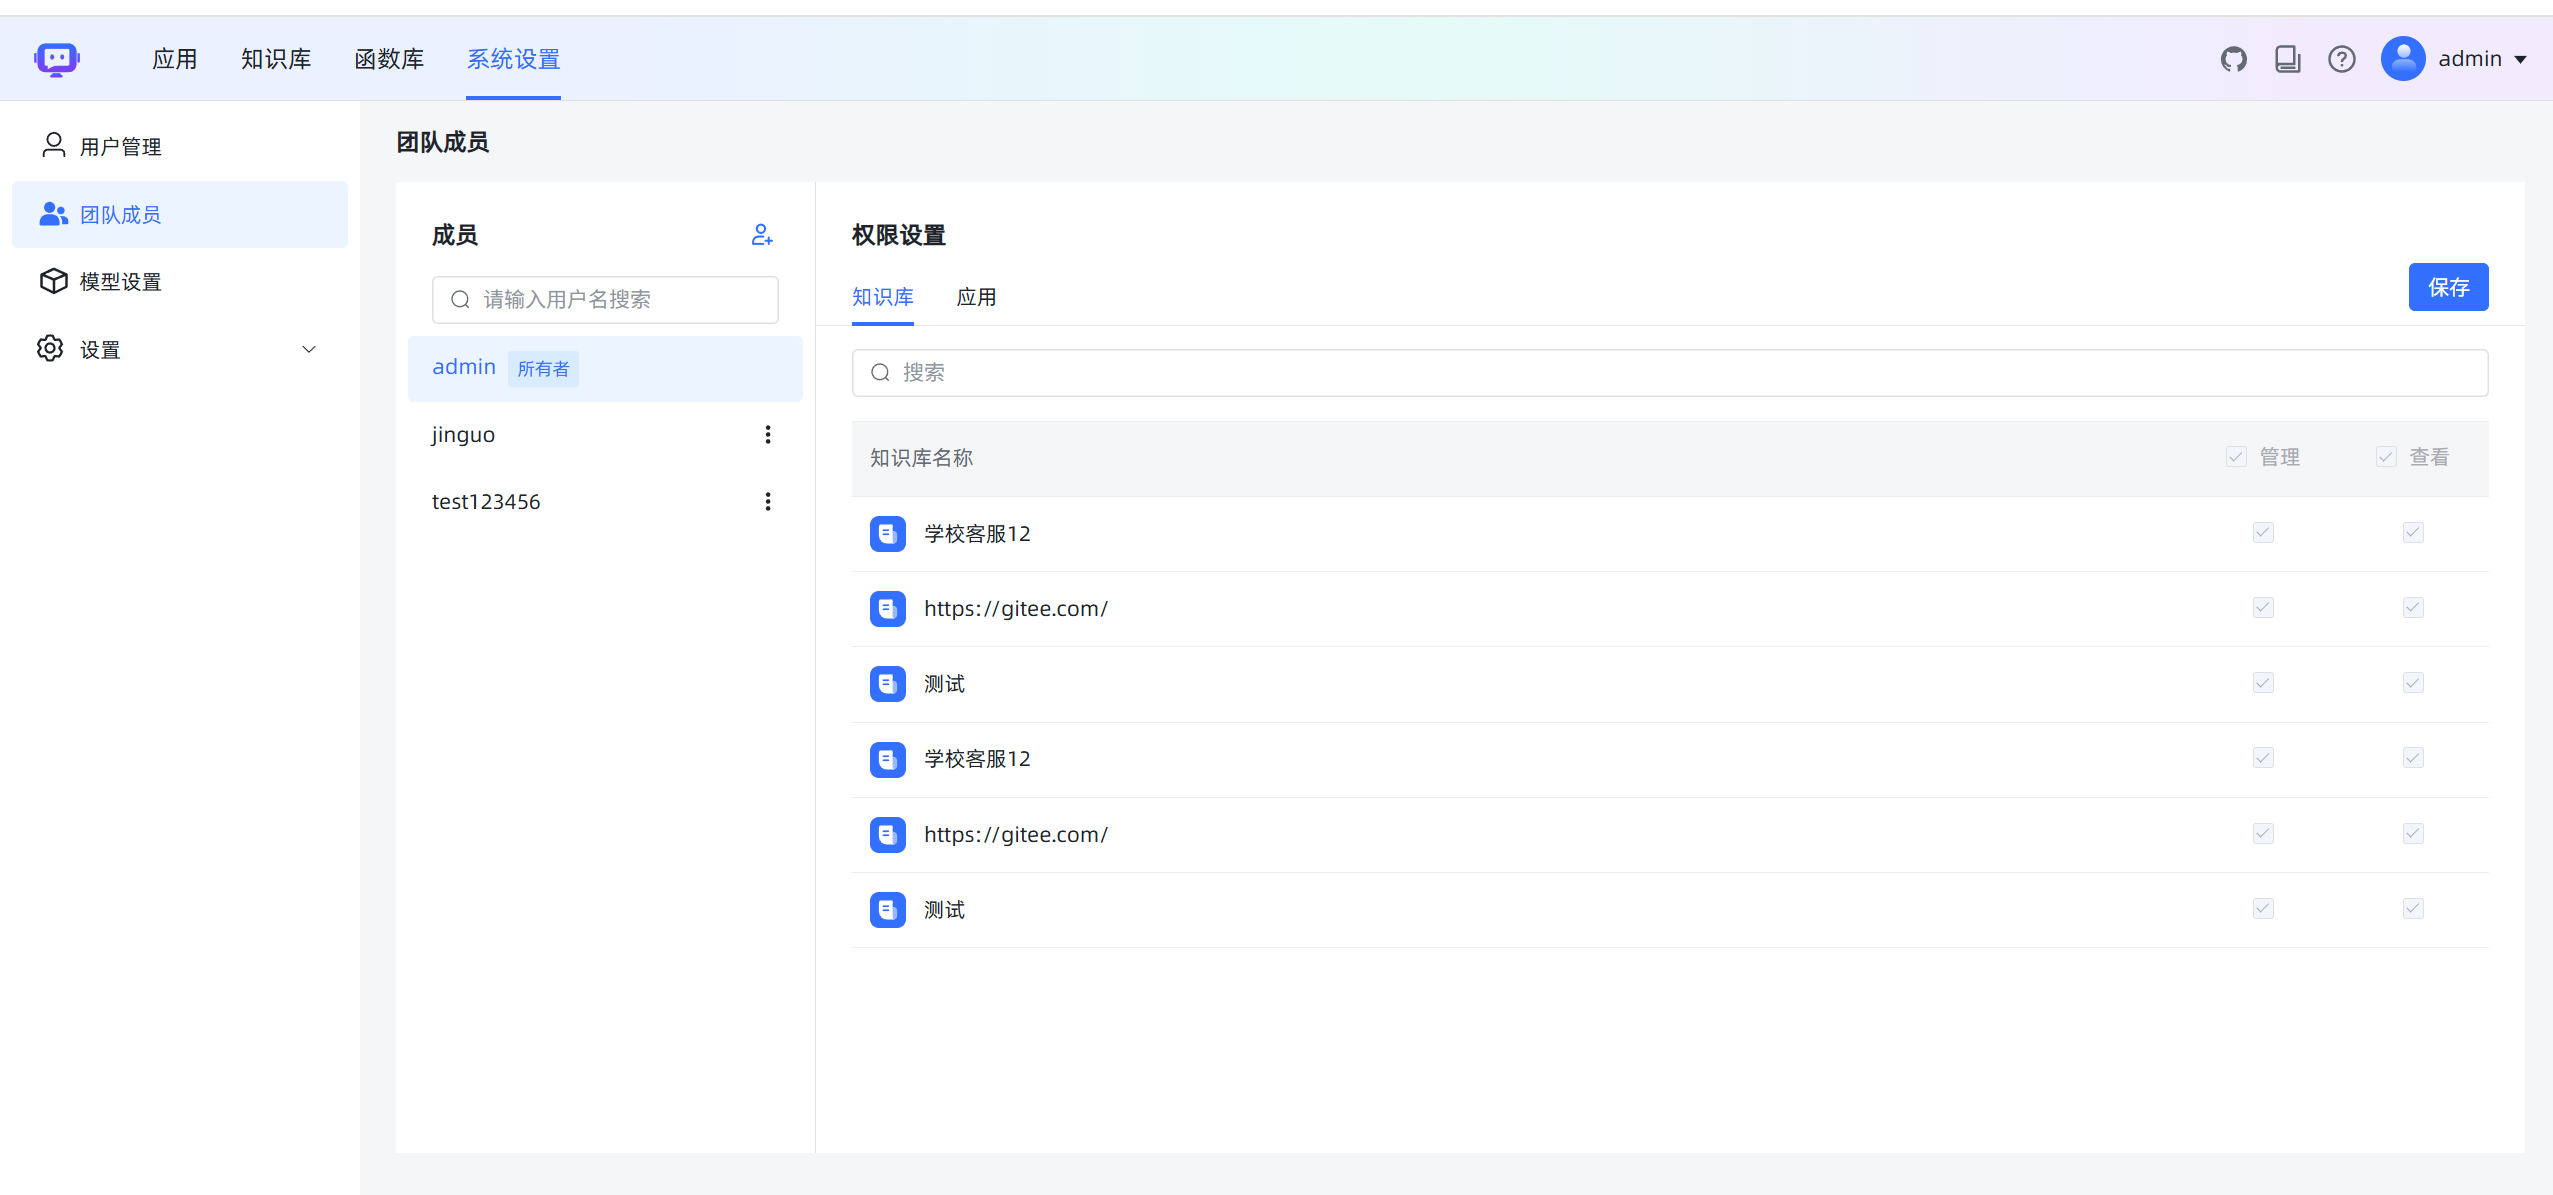 应用 知识库 函数库 系统设置 admin
用户管理
团队成员
模型设置
设置
团队成员
成员
请输入用户名搜索
admin 所有者
jinguo
test123456
权限设置
知识库 应用
保存
搜索
知识库名称 管理 查看
学校客服12
https://gitee.com/
测试
学校客服12
https://gitee.com/
测试